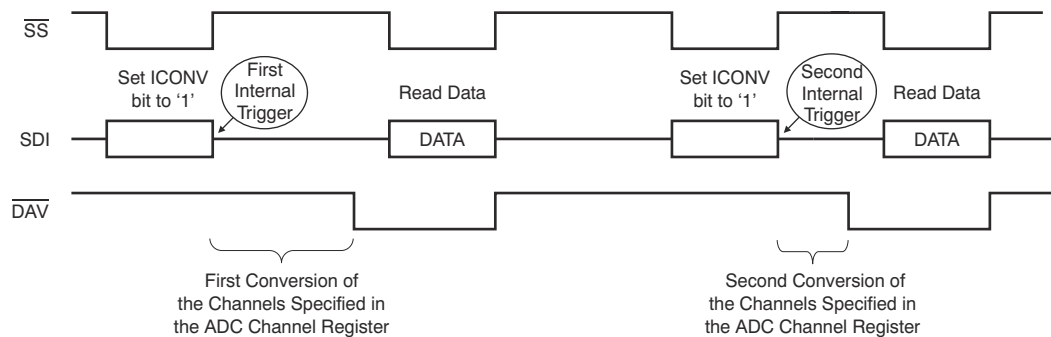 SS
Set ICONV
bit to ‘1’
First
Internal
Trigger
Read Data
Set ICONV
bit to ‘1’
Second
Internal
Trigger
Read Data
SDI
DATA
DATA
DAV
First Conversion of
the Channels Specified in
the ADC Channel Register
Second Conversion of
the Channels Specified in
the ADC Channel Register